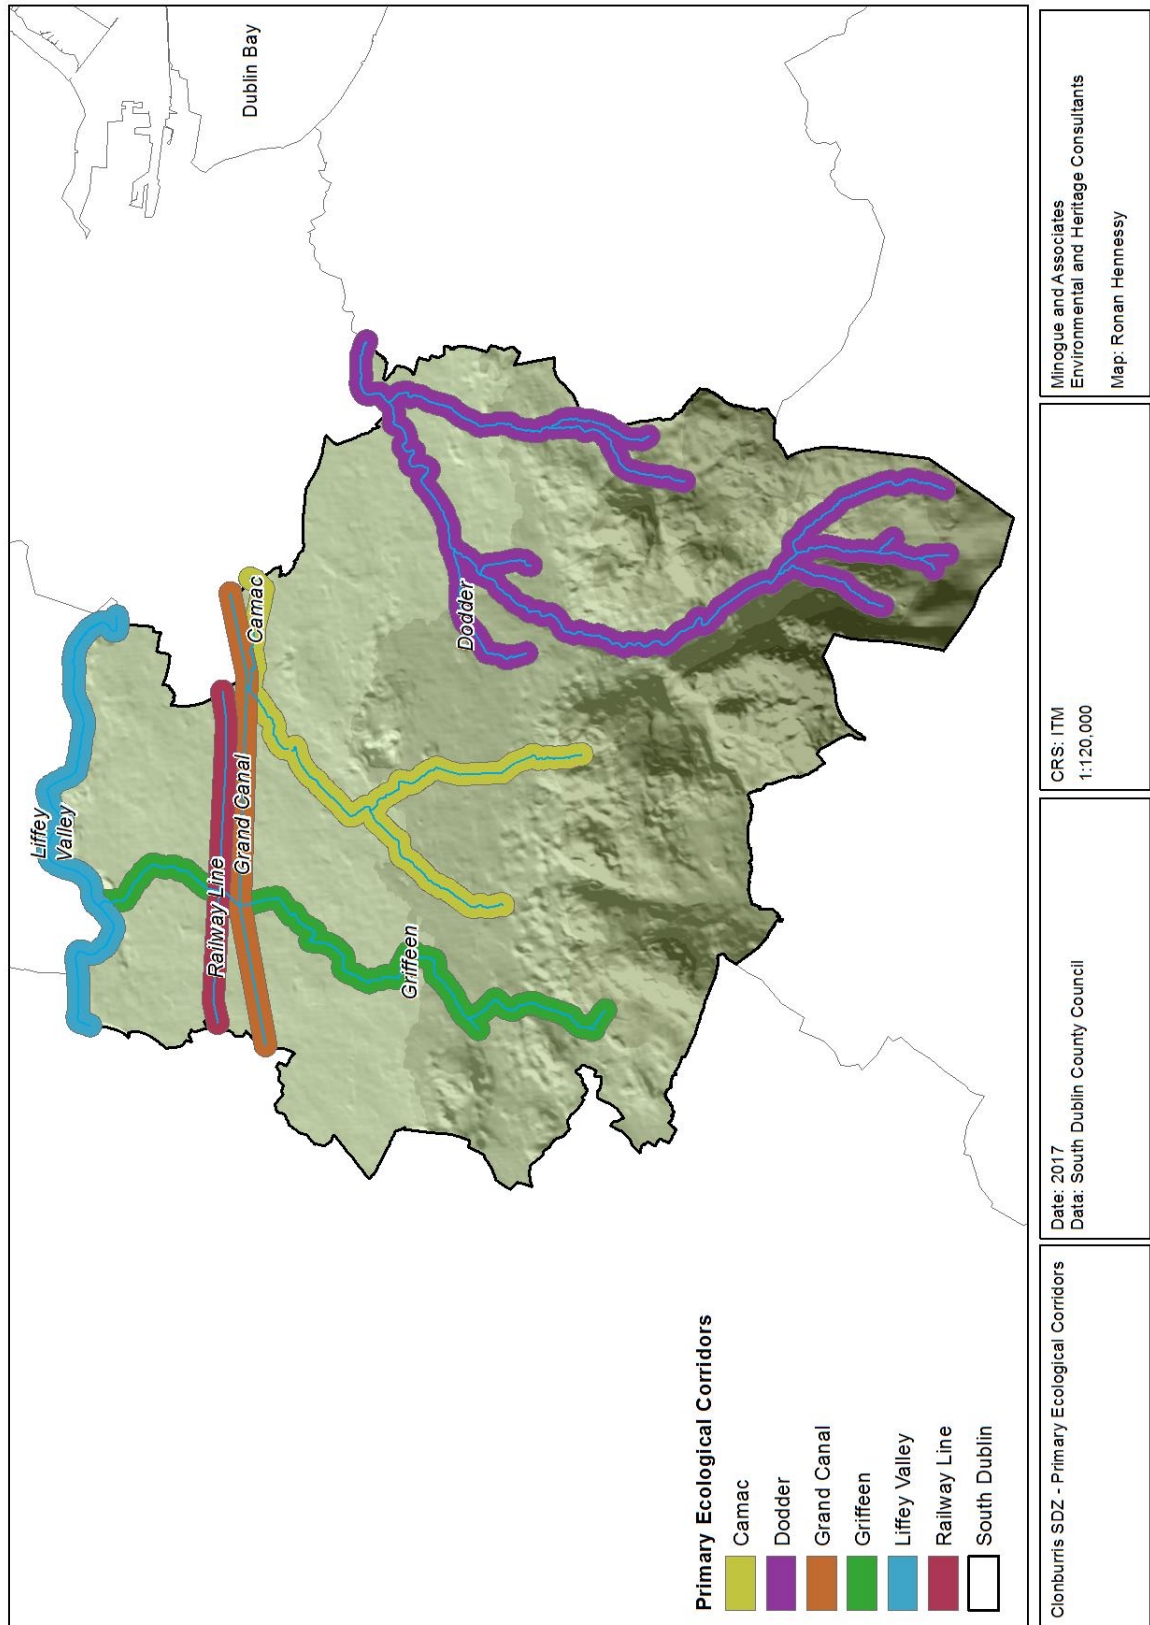 Dublin Bay
Liffey
Valley
Railway Line
Grand Canal
Camac
Griffeen
Dodder
Primary Ecological Corridors
Camac
Dodder
Grand Canal
Griffeen
Liffey Valley
Railway Line
South Dublin
Clonburris SDZ - Primary Ecological Corridors
Date: 2017
Data: South Dublin County Council
CRS: ITM
1:120,000
Minogue and Associates
Environmental and Heritage Consultants
Map: Ronan Hennessy